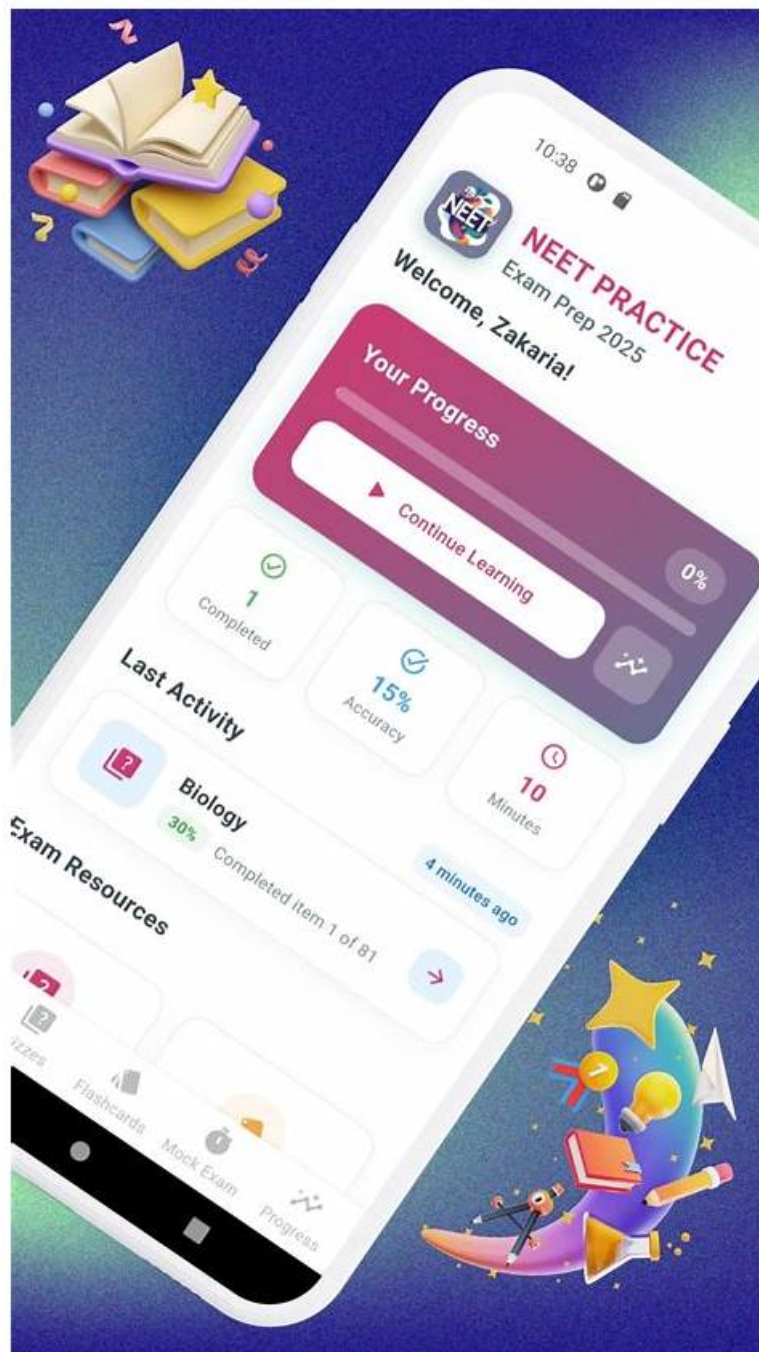 10:38
NEET
NEET PRACTICE
Exam Prep 2025
Welcome, Zakaria!
Your Progress
0%
Continue Learning
1
Completed
15%
Accuracy
10
Minutes
Last Activity
Biology
30% Completed item 1 of 81
4 minutes ago
Exam Resources
izzes
Flashcards
Mock Exam
Progress